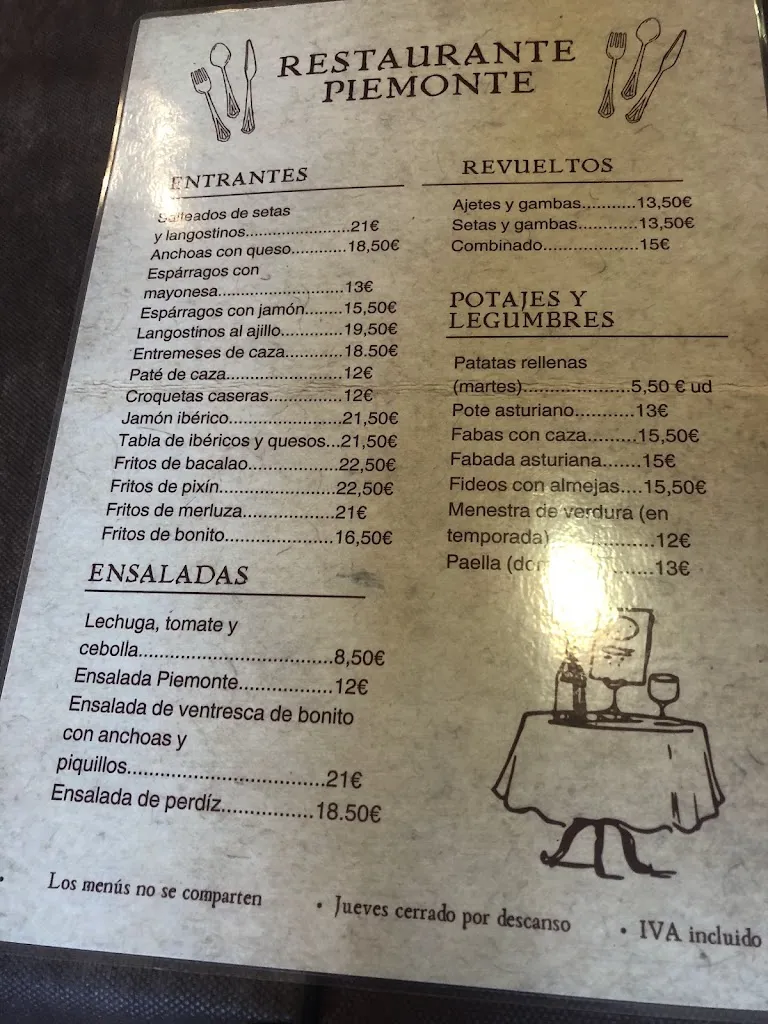 RESTAURANTE
PIEMONTE
ENTRANTES
Salteados de setas
y langostinos......................21€
Anchoas con queso............18,50€
Espárragos con
mayonesa...........................13€
Espárragos con jamón........15,50€
Langostinos al ajillo.............19,50€
Entremeses de caza............18.50€
Paté de caza.........................12€
Croquetas caseras................12€
Jamón ibérico........................21,50€
Tabla de ibéricos y quesos...21,50€
Fritos de bacalao...................22,50€
Fritos de pixín.........................22,50€
Fritos de merluza....................21€
Fritos de bonito.......................16,50€
ENSALADAS
Lechuga, tomate y
cebolla...................................8,50€
Ensalada Piemonte.................12€
Ensalada de ventresca de bonito
con anchoas y
piquillos...................................21€
Ensalada de perdíz................18.50€
REVUELTOS
Ajetes y gambas...........13,50€
Setas y gambas............13,50€
Combinado...................15€
POTAJES Y
LEGUMBRES
Patatas rellenas
(martes).....................5,50 € ud
Pote asturiano...........13€
Fabas con caza.........15,50€
Fabada asturiana.......15€
Fideos con almejas....15,50€
Menestra de verdura (en
temporada)...................12€
Paella ..........13€
• Los menús no se comparten
• Jueves cerrado por descanso
• IVA incluido